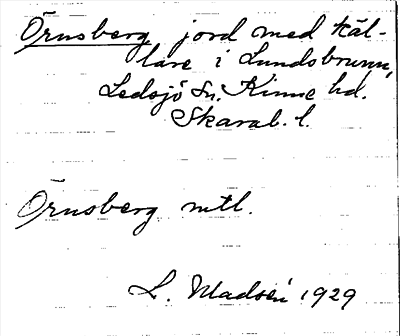 Örnsberg jord med käl-
lare i Lundsbrunn,
Ledsjö Sn. Kinne hd.
Skarab. l.
Örnsberg mtl.
L. Madsén 1929